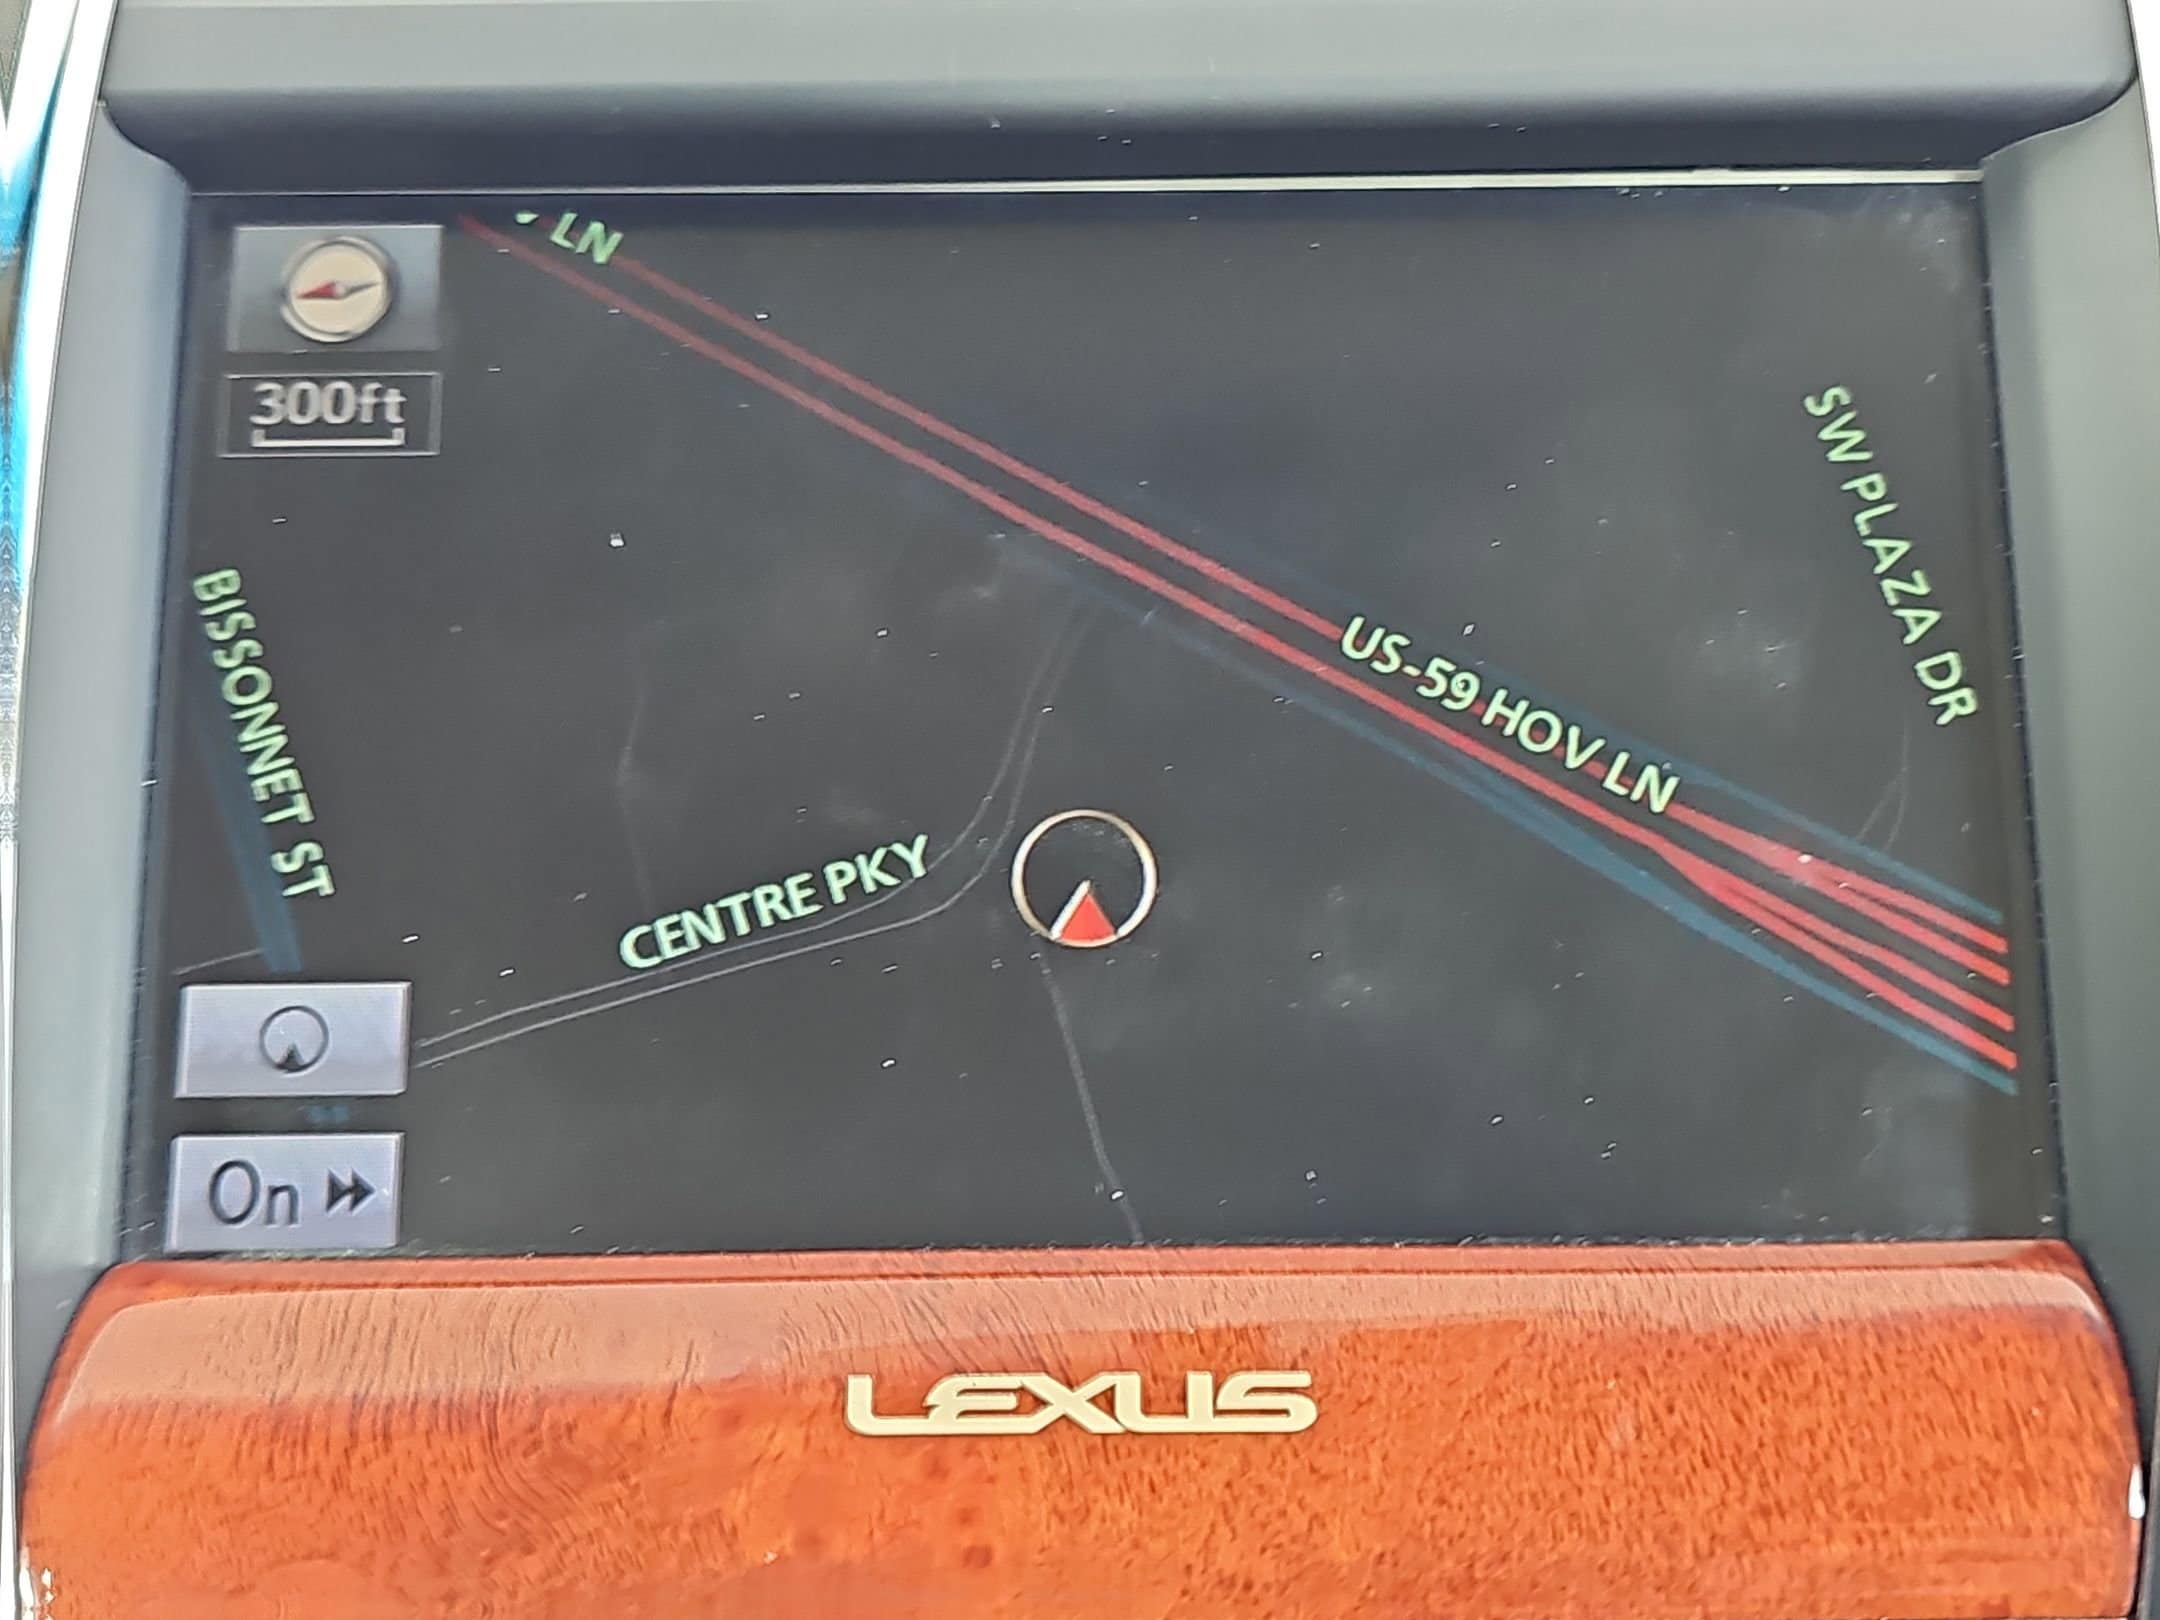 LN
300ft
SW PLAZA DR
BISSONNET ST
US-59 HOV LN
CENTRE PKY
On
LEXUS